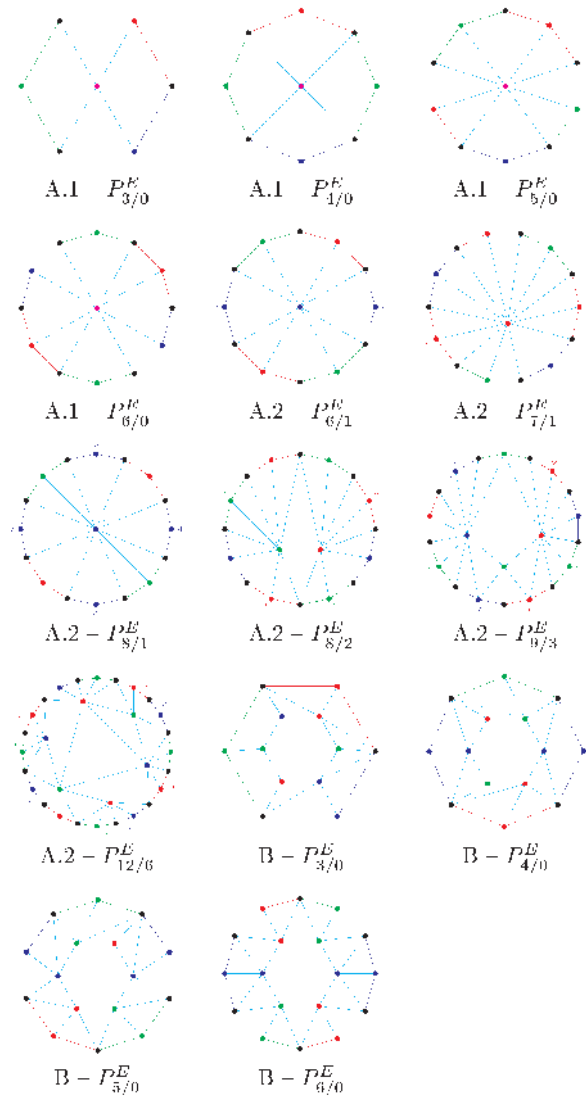 A.1 P^E_{3/0} A.1 P^E_{4/0} A.1 P^E_{5/0}
A.1 P^E_{6/0} A.2 P^E_{6/1} A.2 P^E_{7/1}
A.2 – P^E_{8/1} A.2 – P^E_{8/2} A.2 – P^E_{9/3}
A.2 – P^E_{12/6} B – P^E_{3/0} B – P^E_{4/0}
B – P^E_{5/0} B – P^E_{6/0}